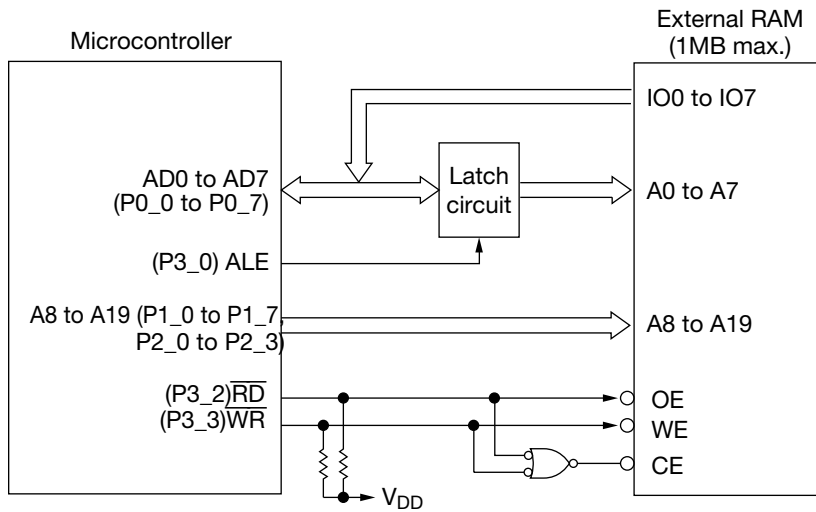 Microcontroller
External RAM
(1MB max.)
IO0 to IO7
AD0 to AD7
(P0_0 to P0_7)
Latch
circuit
A0 to A7
(P3_0) ALE
A8 to A19 (P1_0 to P1_7,
P2_0 to P2_3)
A8 to A19
(P3_2)R̅D̅
OE
(P3_3)W̅R̅
WE
CE
VDD